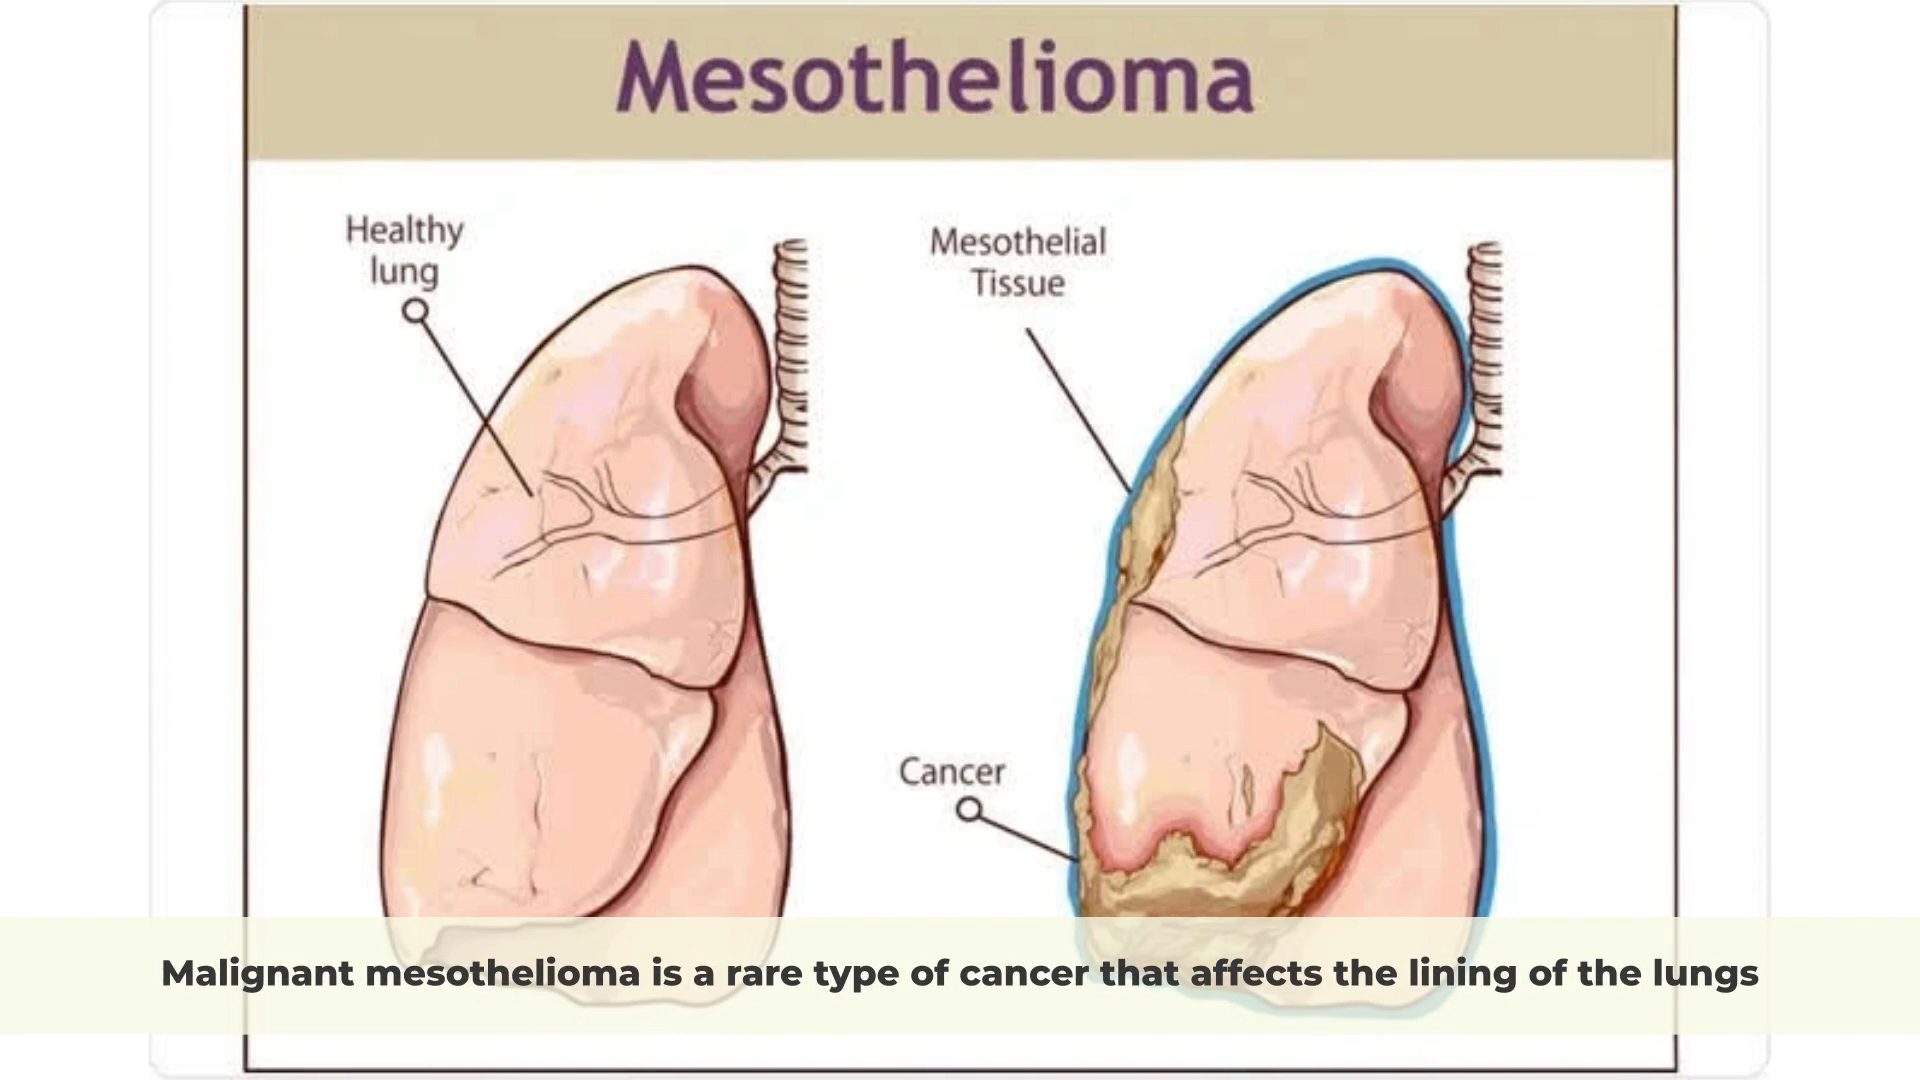 Mesothelioma
Healthy
lung
Mesothelial
Tissue
Cancer
Malignant mesothelioma is a rare type of cancer that affects the lining of the lungs